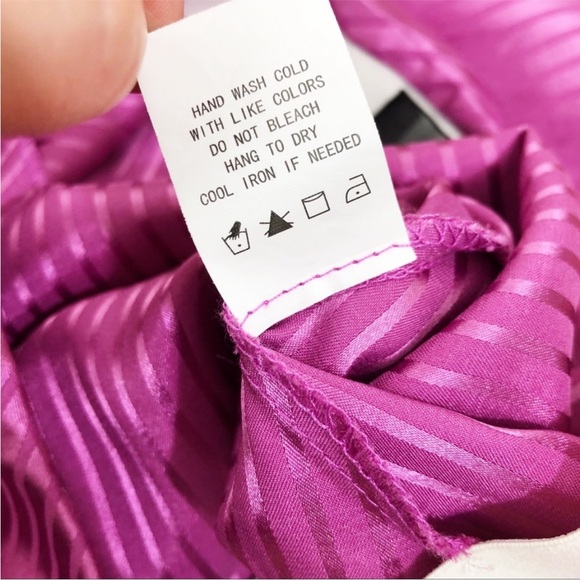 HAND WASH COLD
WITH LIKE COLORS
DO NOT BLEACH
HANG TO DRY
COOL IRON IF NEEDED